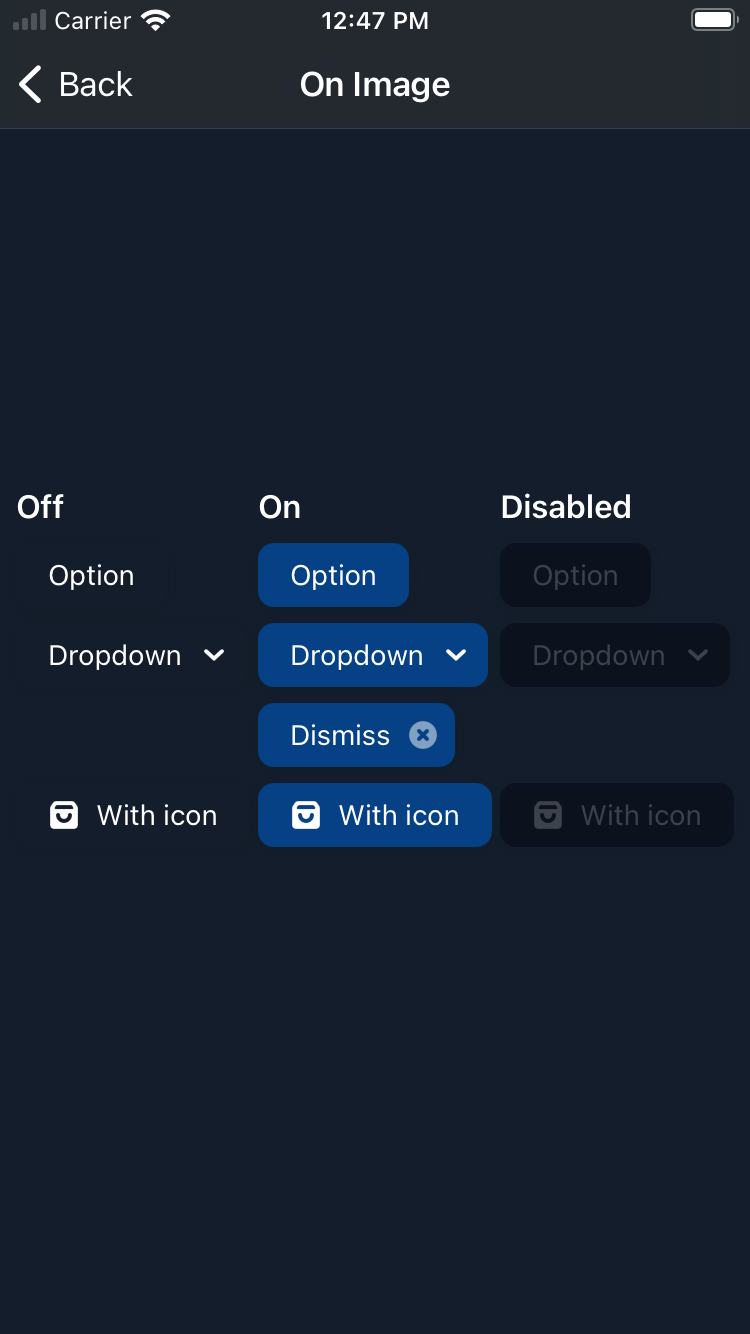 Carrier 12:47 PM
Back On Image
Off On Disabled
Option Option Option
Dropdown Dropdown Dropdown
Dismiss
With icon With icon With icon